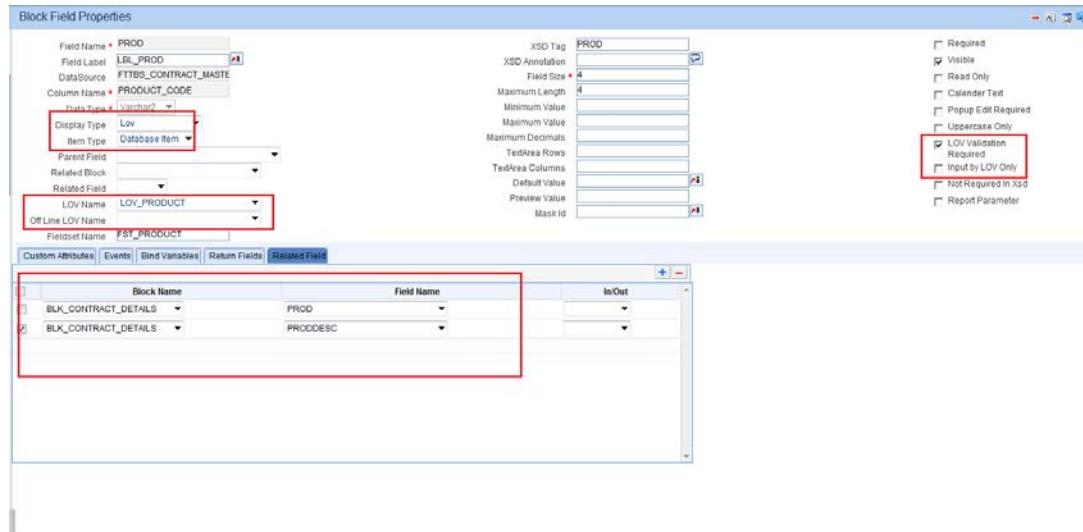 Block Field Properties
Field Name * PROD
Field Label LBL_PROD
DataSource FTTBS_CONTRACT_MASTE
Column Name * PRODUCT_CODE
Data Type * Varchar2
Display Type Lov
Item Type Database Item
Parent Field
Related Block
Related Field
LOV Name LOV_PRODUCT
Off Line LOV Name
Fieldset Name FST_PRODUCT
XSD Tag PROD
XSD Annotation
Field Size * 4
Maximum Length 4
Minimum Value
Maximum Value
Maximum Decimals
TextArea Rows
TextArea Columns
Default Value
Preview Value
Mask Id
Required
Visible
Read Only
Calender Text
Popup Edit Required
Uppercase Only
LOV Validation
Required
Input by LOV Only
Not Required In Xsd
Report Parameter
Custom Attributes Events Bind Variables Return Fields Related Field
Block Name Field Name In/Out
BLK_CONTRACT_DETAILS PROD
BLK_CONTRACT_DETAILS PRODDESC